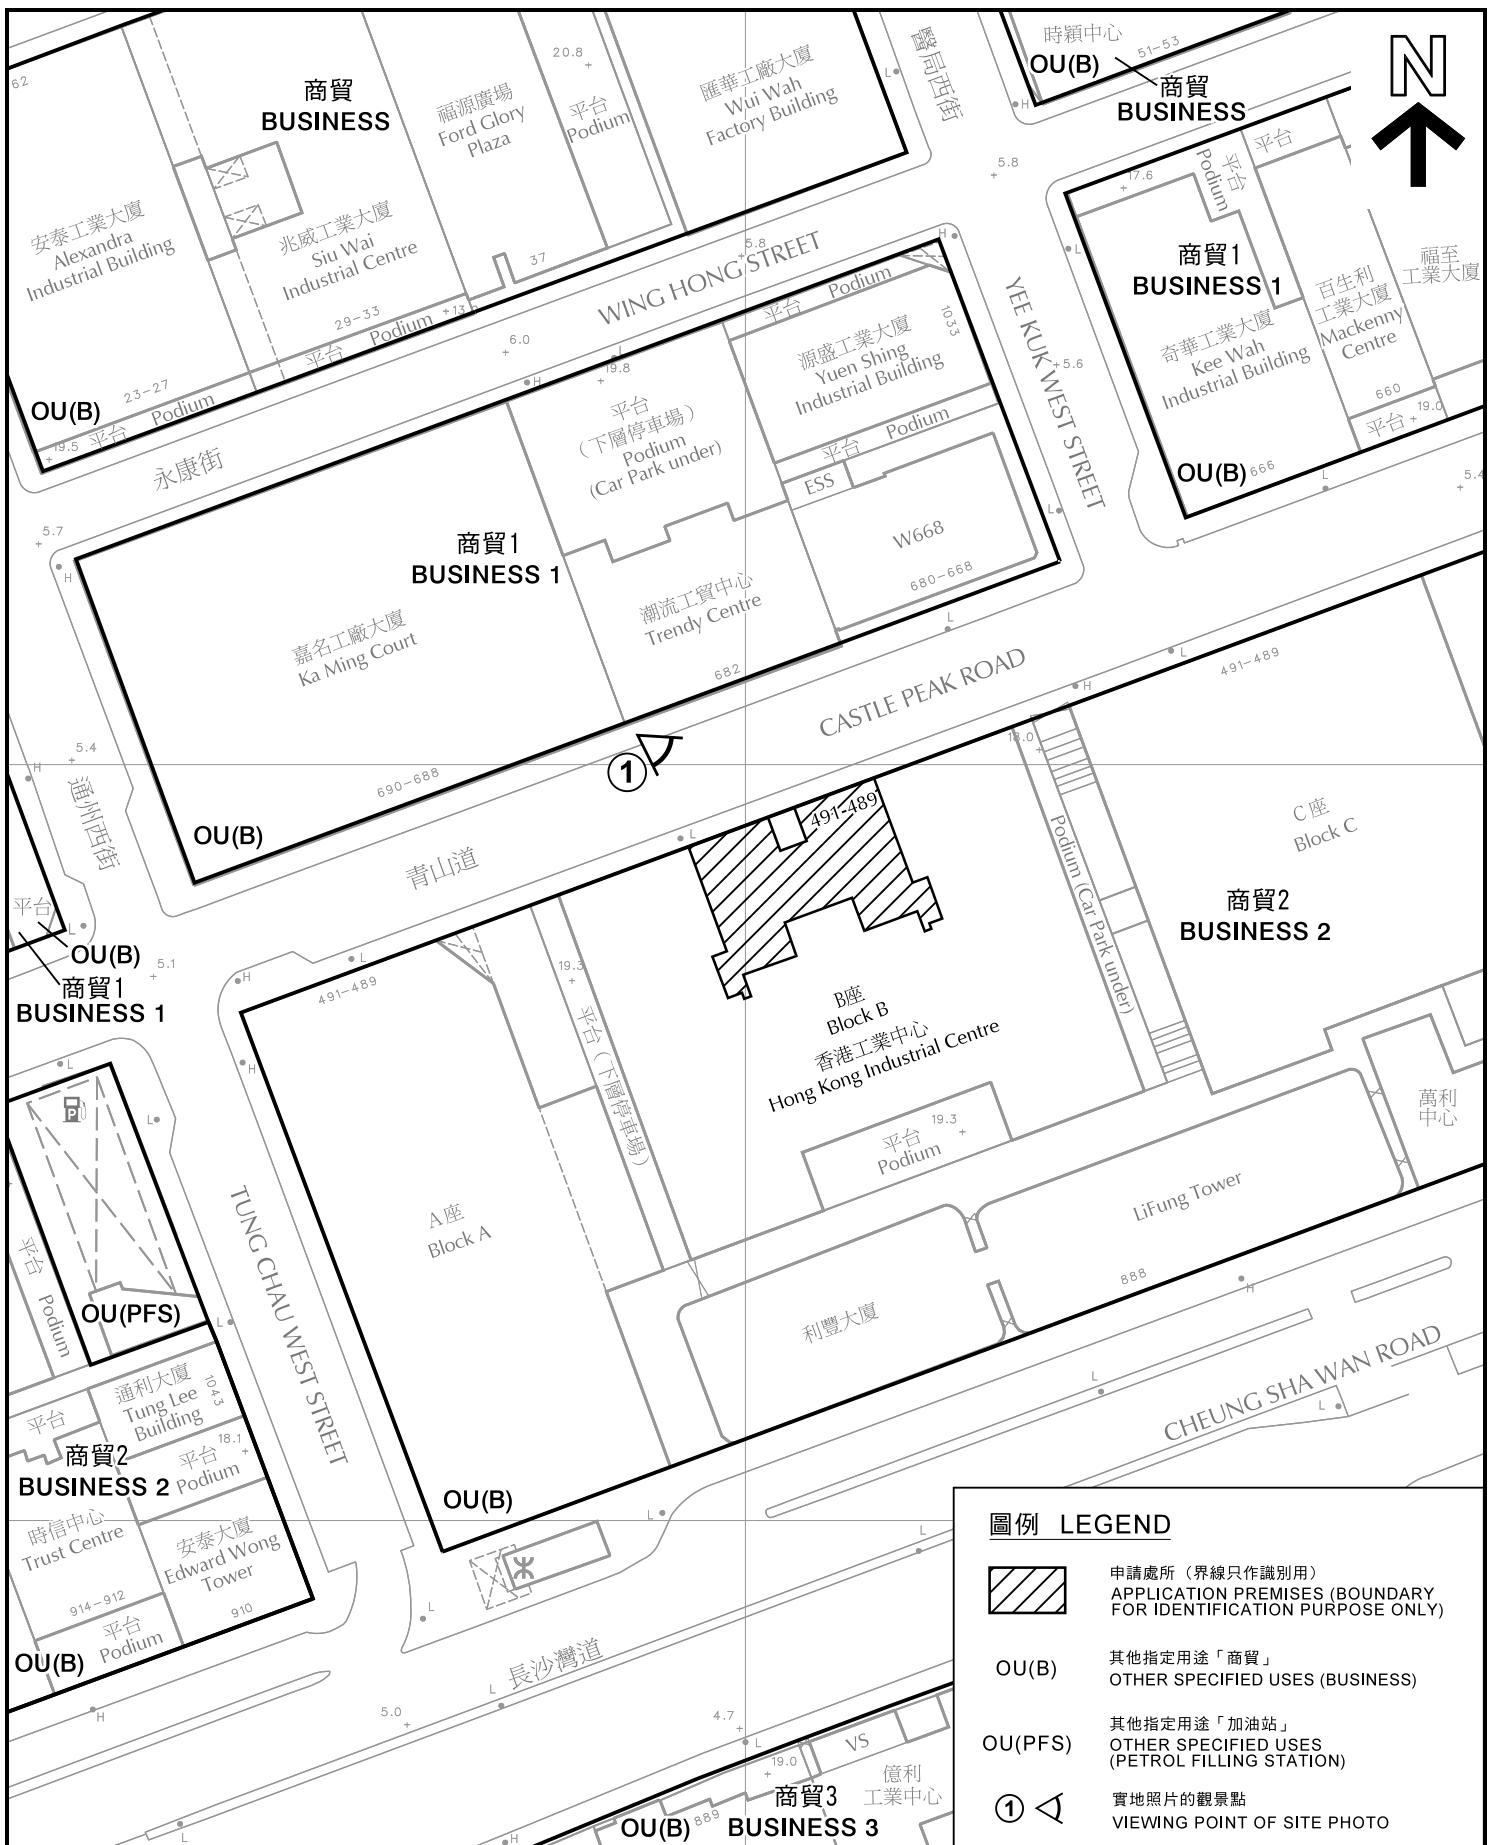 62
商貿
BUSINESS
福源廣場
Ford Glory
Plaza
20.8
平台
Podium
匯華工廠大廈
Wui Wah
Factory Building
醫局西街
L
時穎中心
51-53
OU(B)
商貿
BUSINESS
H
N
安泰工業大廈
Alexandra
Industrial Building
兆威工業大廈
Siu Wai
Industrial Centre
29-33
平台 Podium
37
5.8
WING HONG STREET
H
5.8
17.6
平台
Podium
平台
商貿1
BUSINESS 1
福至
工業大廈
百生利
工業大廈
Mackenny
Centre
奇華工業大廈
Kee Wah
Industrial Building
660
平台 19.0
L
OU(B)
666
L
5.4
OU(B)
23-27
19.5 平台 Podium
永康街
6.0
H
L
19.8
平台
（下層停車場）
Podium
(Car Park under)
平台 Podium
源盛工業大廈
Yuen Shing
Industrial Building
1033
平台 Podium
ESS
W668
680-668
YEE KUK WEST STREET
5.6
L
5.7
H
商貿1
BUSINESS 1
嘉名工廠大廈
Ka Ming Court
潮流工貿中心
Trendy Centre
682
L
CASTLE PEAK ROAD
H
L
491-489
5.4
H
通州西街
690-688
OU(B)
1
青山道
L
491-489
18.0
Podium (Car Park under)
C座
Block C
商貿2
BUSINESS 2
平台
L
OU(B)
商貿1
BUSINESS 1
5.1
H
L
491-489
19.3
平台（下層停車場）
B座
Block B
香港工業中心
Hong Kong Industrial Centre
平台 19.3
Podium
萬利
中心
L
P
L
H
TUNG CHAU WEST STREET
A座
Block A
LiFung Tower
利豐大廈
888
H
平台
Podium
OU(PFS)
L
通利大廈
Tung Lee
Building
1043
平台
商貿2
BUSINESS 2
18.1
平台
Podium
時信中心
Trust Centre
安泰大廈
Edward Wong
Tower
914-912
910
平台
Podium
OU(B)
H
OU(B)
L
L
CHEUNG SHA WAN ROAD
L
L
L
長沙灣道
L
5.0
4.7
L
L
H
19.0
VS
億利
工業中心
商貿3
OU(B) 889 BUSINESS 3
圖例 LEGEND
申請處所（界線只作識別用）
APPLICATION PREMISES (BOUNDARY
FOR IDENTIFICATION PURPOSE ONLY)
OU(B)
其他指定用途「商貿」
OTHER SPECIFIED USES (BUSINESS)
OU(PFS)
其他指定用途「加油站」
OTHER SPECIFIED USES
(PETROL FILLING STATION)
1
實地照片的觀景點
VIEWING POINT OF SITE PHOTO